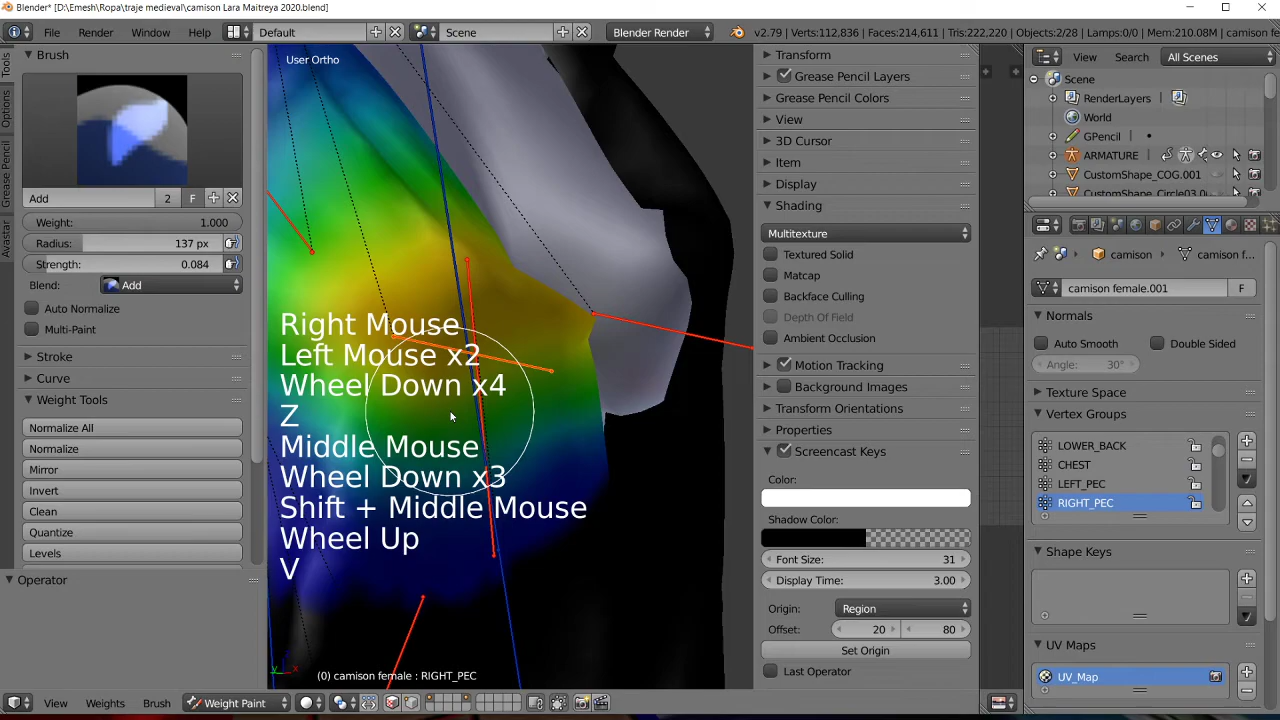 Blender* [D:\Emesh\Ropa\traje medieval\camison Lara Maitreya 2020.blend]
File Render Window Help Default Scene Blender Render v2.79 | Verts:112,836 | Faces:214,611 | Tris:222,220 | Objects:2/28 | Lamps:0/0 | Mem:210.08M | camison fe
Tools
Options
Grease Pencil
Avastar
Brush
Add 2 F
Weight: 1.000
Radius: 137 px
Strength: 0.084
Blend: Add
Auto Normalize
Multi-Paint
Stroke
Curve
Weight Tools
Normalize All
Normalize
Mirror
Invert
Clean
Quantize
Levels
Operator
User Ortho
Right Mouse
Left Mouse x2
Wheel Down x4
Z
Middle Mouse
Wheel Down x3
Shift + Middle Mouse
Wheel Up
V
(0) camison female : RIGHT_PEC
View Weights Brush Weight Paint
Transform
Grease Pencil Layers
Grease Pencil Colors
View
3D Cursor
Item
Display
Shading
Multitexture
Textured Solid
Matcap
Backface Culling
Depth Of Field
Ambient Occlusion
Motion Tracking
Background Images
Transform Orientations
Properties
Screencast Keys
Color:
Shadow Color:
Font Size: 31
Display Time: 3.00
Origin: Region
Offset: 20 80
Set Origin
Last Operator
View Search All Scenes
Scene
RenderLayers
World
GPencil
ARMATURE
CustomShape_COG.001
CustomShape_Circle03.0
camison camison f...
camison female.001 F
Normals
Auto Smooth Double Sided
Angle: 30°
Texture Space
Vertex Groups
LOWER_BACK
CHEST
LEFT_PEC
RIGHT_PEC
Shape Keys
UV Maps
UV_Map